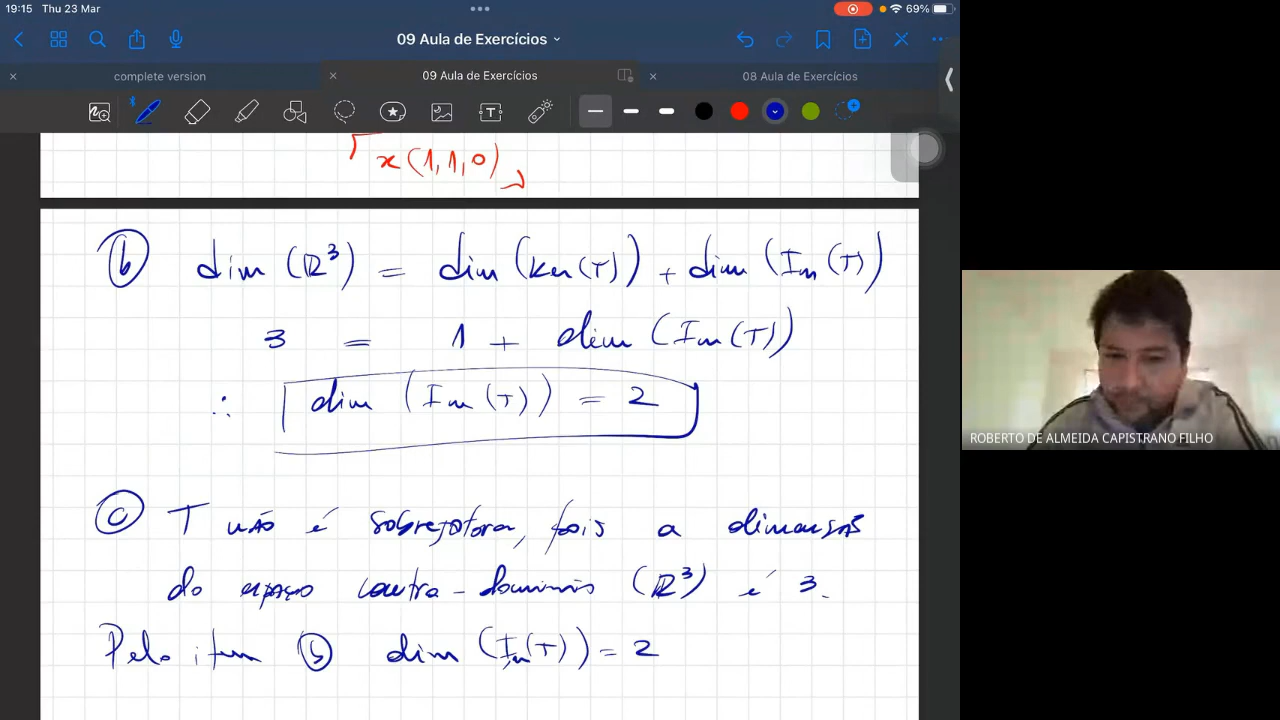 19:15 Thu 23 Mar
69%
09 Aula de Exercícios
complete version
09 Aula de Exercícios
08 Aula de Exercícios
T
x(1,1,0)
b dim (ℝ³) = dim (Ker(T)) + dim (Im(T)
3 = 1 + dim (Im(T))
∴ dim (Im(T)) = 2
c T não é sobrejetora, pois a dimensão
do espaço contra-domínio (ℝ³) é 3.
Pelo item b dim (Im(T)) = 2
ROBERTO DE ALMEIDA CAPISTRANO FILHO